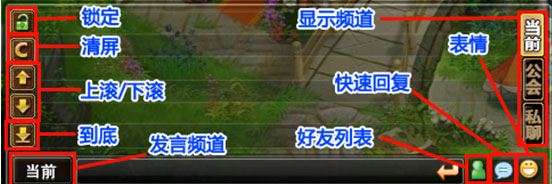 锁定
显示频道
清屏
C
表情
上滚/下滚
快速回复
到底
发言频道
好友列表
当前
公会
私聊
当前